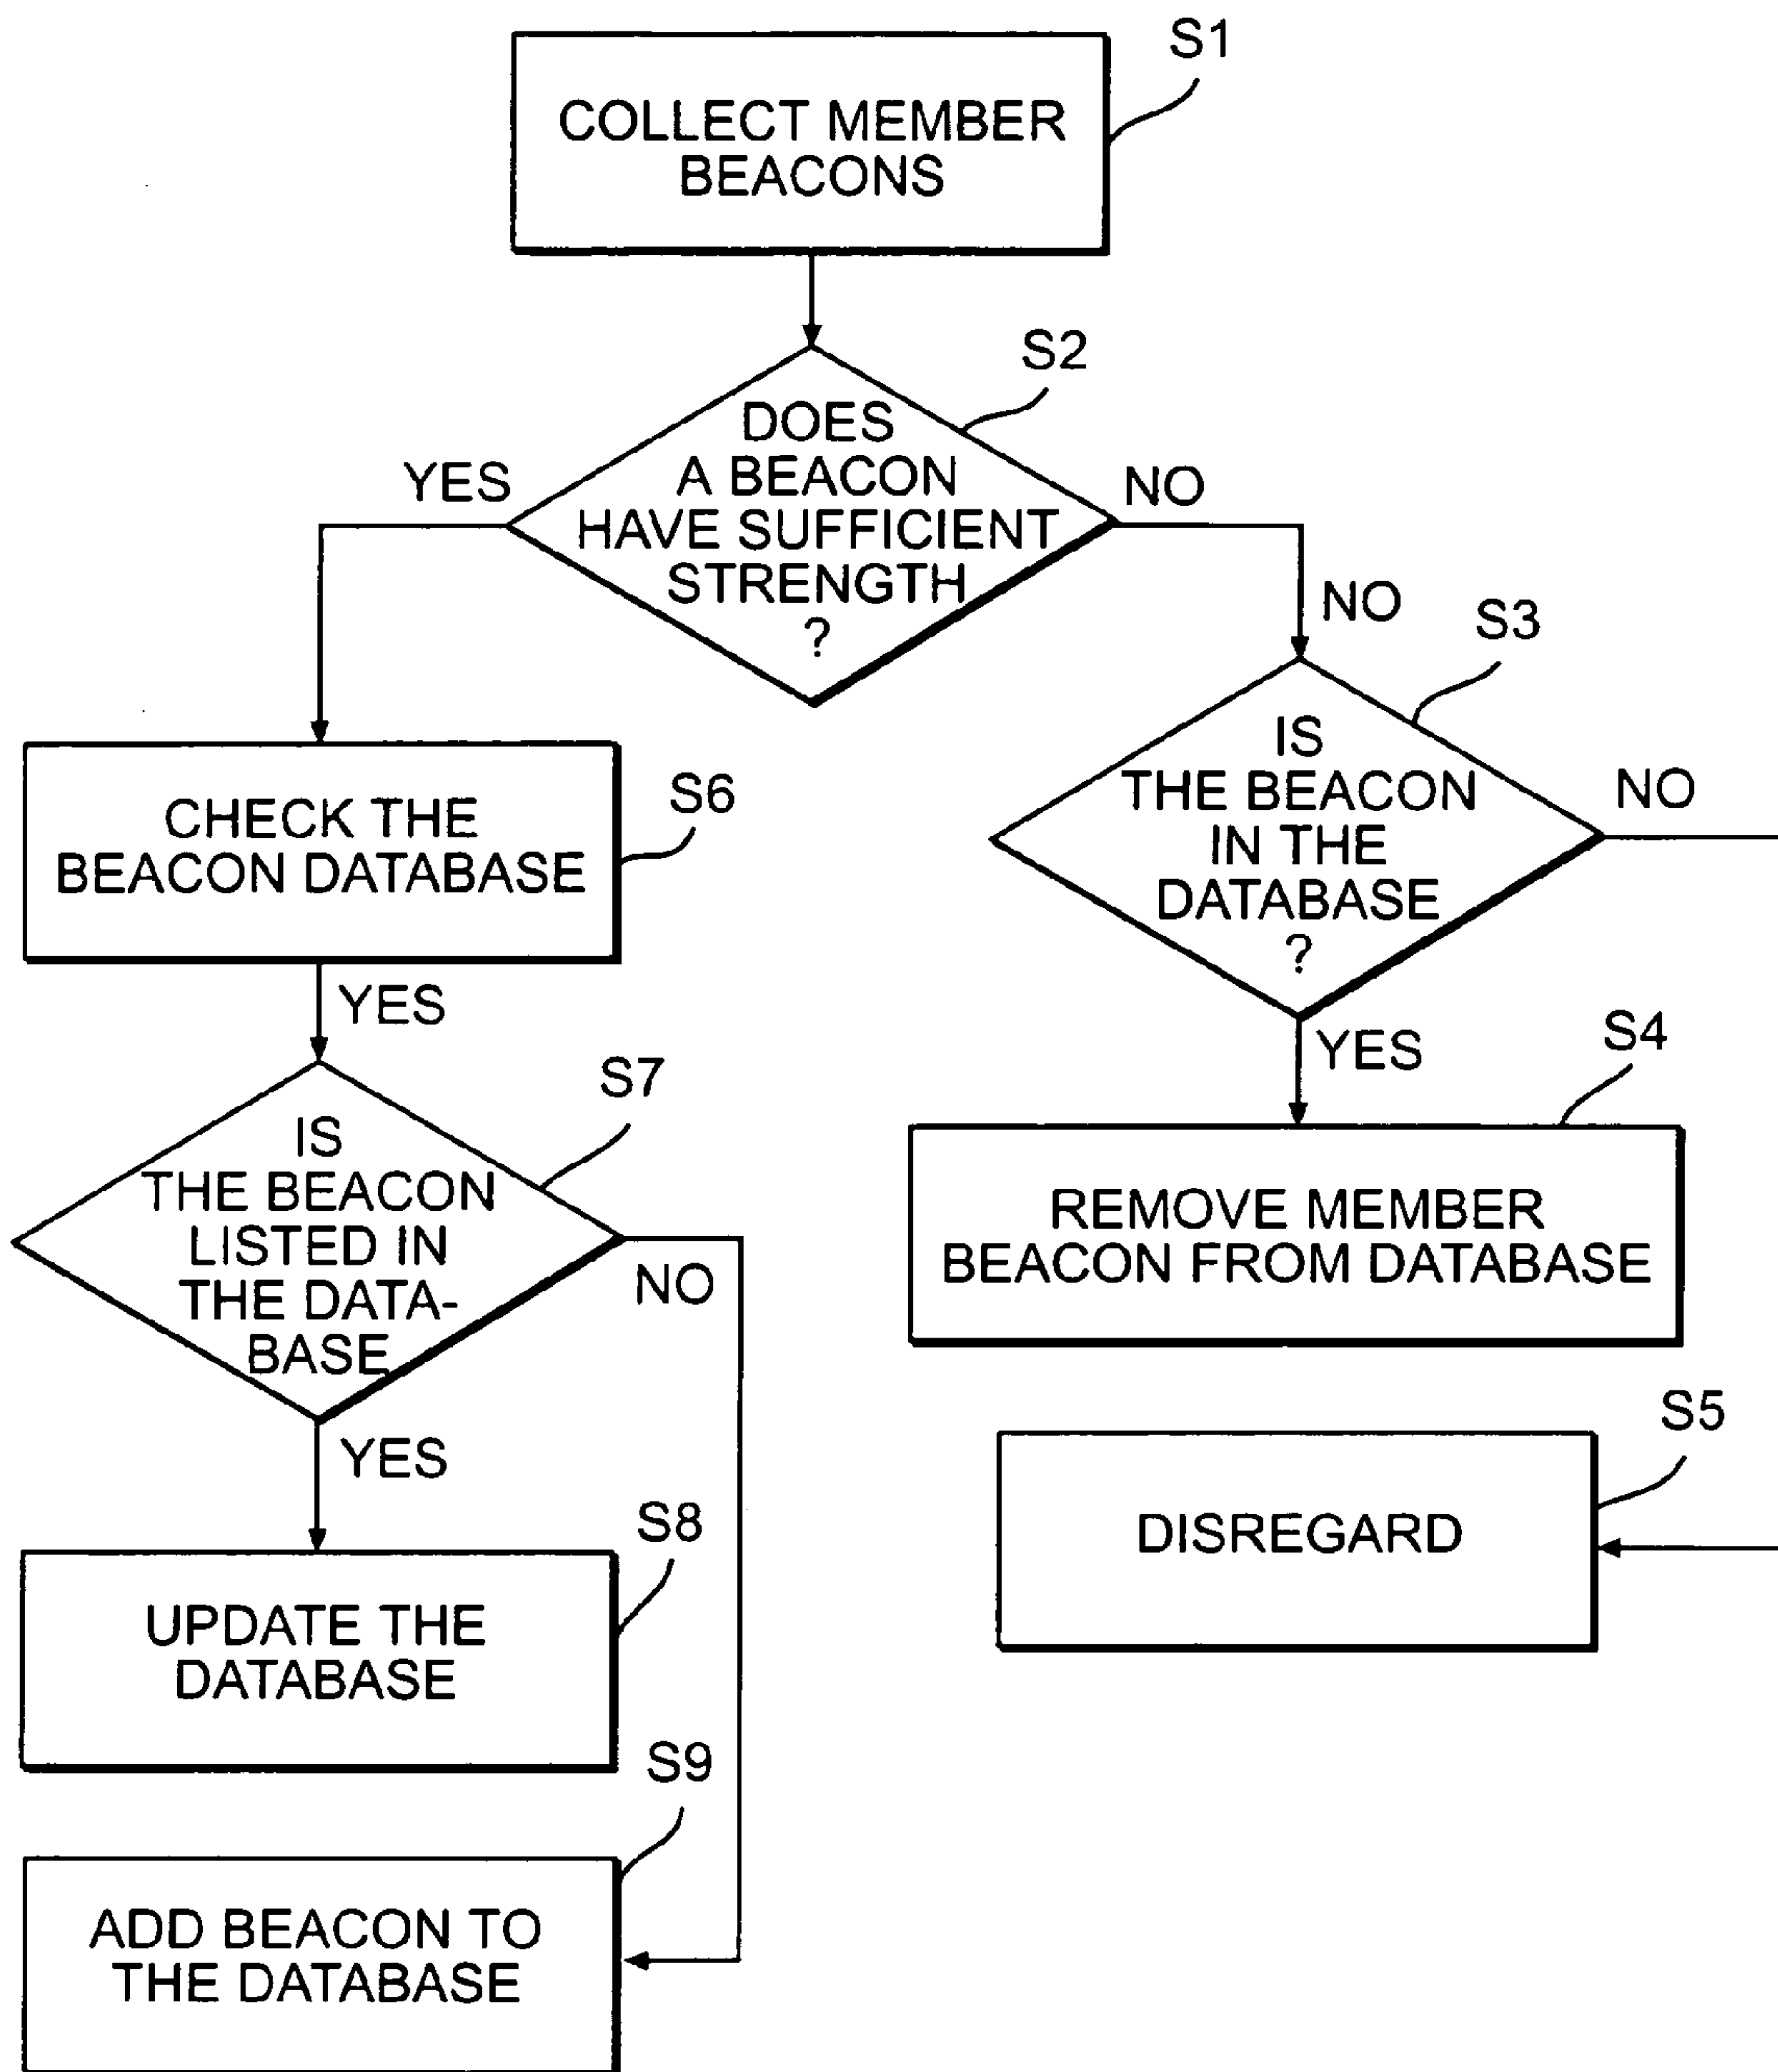 S1
COLLECT MEMBER
BEACONS
S2
DOES
A BEACON
HAVE SUFFICIENT
STRENGTH
?
YES
NO
NO
S3
IS
THE BEACON
IN THE
DATABASE
?
NO
YES
S4
REMOVE MEMBER
BEACON FROM DATABASE
S5
DISREGARD
CHECK THE
BEACON DATABASE
S6
YES
S7
IS
THE BEACON
LISTED IN
THE DATA-
BASE
NO
YES
S8
UPDATE THE
DATABASE
S9
ADD BEACON TO
THE DATABASE